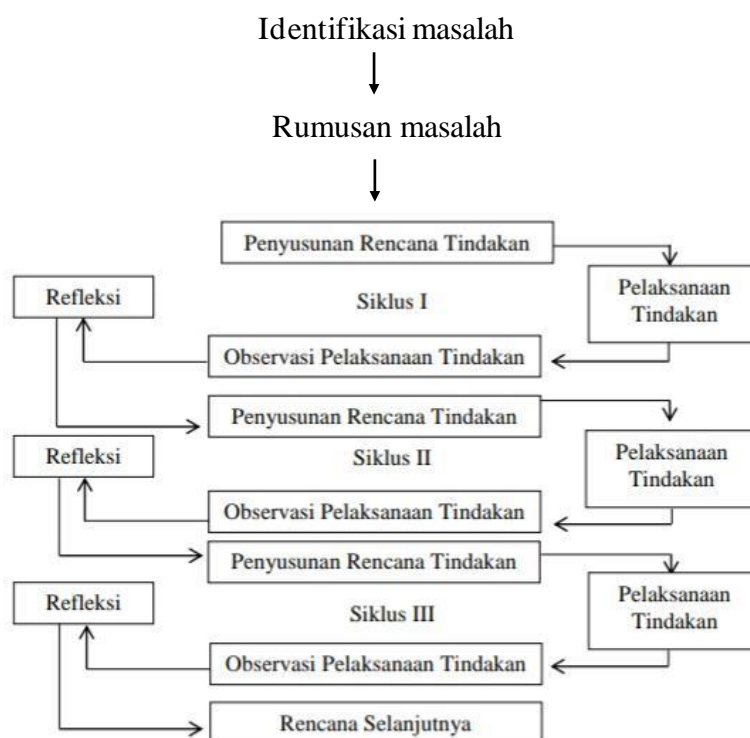 Identifikasi masalah
Rumusan masalah
Penyusunan Rencana Tindakan
Pelaksanaan
Tindakan
Refleksi
Siklus I
Observasi Pelaksanaan Tindakan
Penyusunan Rencana Tindakan
Pelaksanaan
Tindakan
Refleksi
Siklus II
Observasi Pelaksanaan Tindakan
Penyusunan Rencana Tindakan
Pelaksanaan
Tindakan
Refleksi
Siklus III
Observasi Pelaksanaan Tindakan
Rencana Selanjutnya